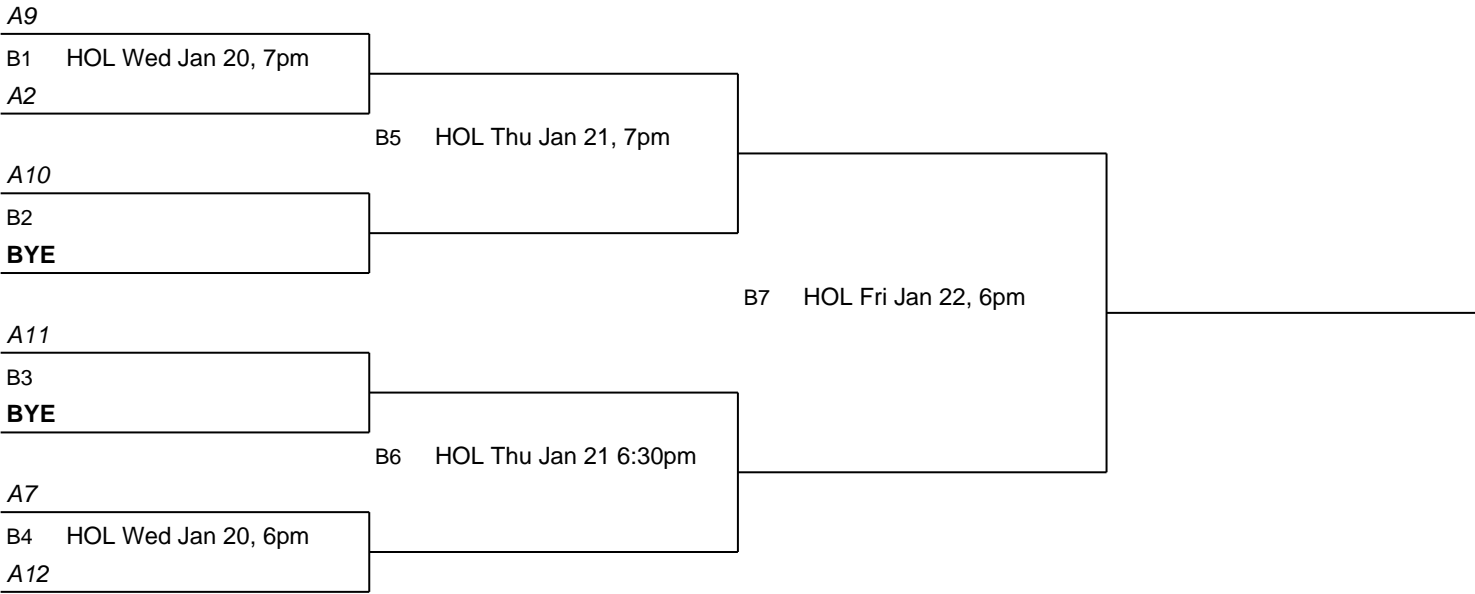 A9
B1 HOL Wed Jan 20, 7pm
A2
B5 HOL Thu Jan 21, 7pm
A10
B2
BYE
B7 HOL Fri Jan 22, 6pm
A11
B3
BYE
B6 HOL Thu Jan 21 6:30pm
A7
B4 HOL Wed Jan 20, 6pm
A12